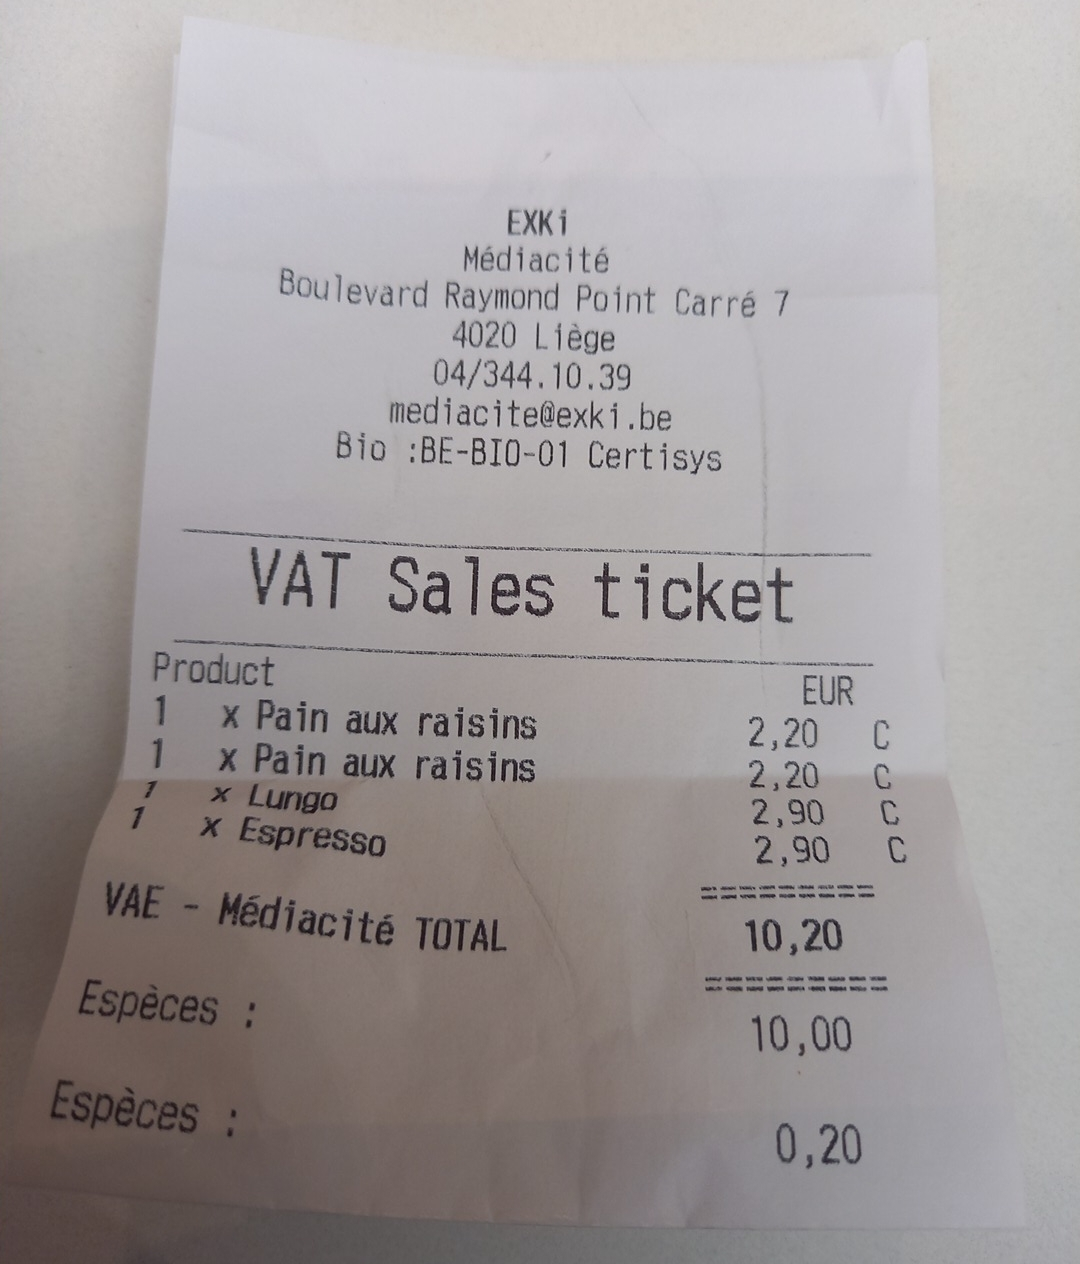 EXKi
Médiacité
Boulevard Raymond Point Carré 7
4020 Liège
04/344.10.39
mediacite@exki.be
Bio :BE-BIO-01 Certisys
VAT Sales ticket
Product EUR
1 x Pain aux raisins 2,20 C
1 x Pain aux raisins 2,20 C
1 x Lungo 2,90 C
1 x Espresso 2,90 C
==========
VAE - Médiacité TOTAL 10,20
==========
Espèces : 10,00
Espèces : 0,20